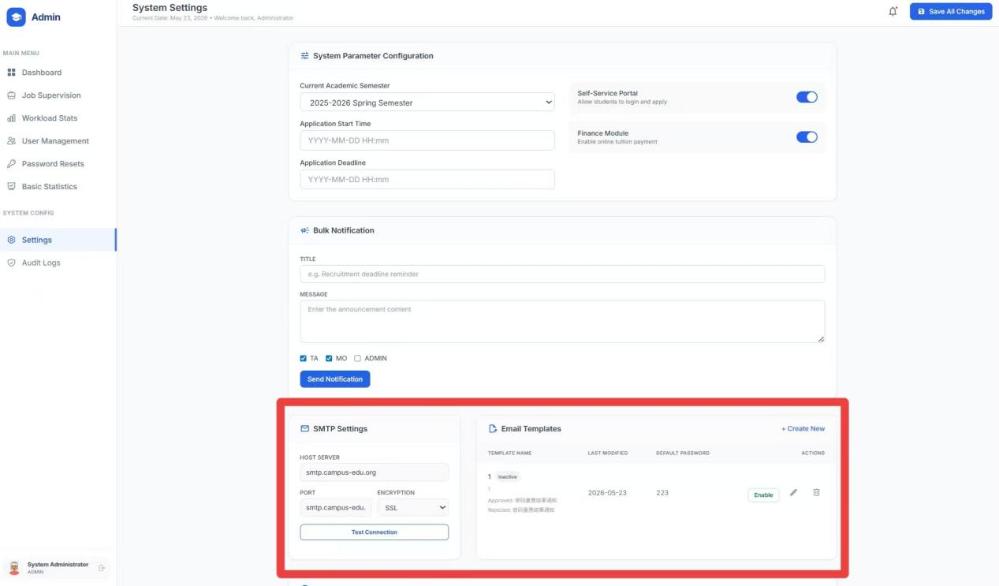 Admin
MAIN MENU
Dashboard
Job Supervision
Workload Stats
User Management
Password Resets
Basic Statistics
SYSTEM CONFIG
Settings
Audit Logs
System Administrator
ADMIN
System Settings
Current Date: May 23, 2026 • Welcome back, Administrator
Save All Changes
System Parameter Configuration
Current Academic Semester
2025-2026 Spring Semester
Application Start Time
YYYY-MM-DD HH:mm
Application Deadline
YYYY-MM-DD HH:mm
Self-Service Portal
Allow students to login and apply
Finance Module
Enable online tuition payment
Bulk Notification
TITLE
e.g. Recruitment deadline reminder
MESSAGE
Enter the announcement content
TA MO ADMIN
Send Notification
SMTP Settings
HOST SERVER
smtp.campus-edu.org
PORT ENCRYPTION
smtp.campus-edu. SSL
Test Connection
Email Templates + Create New
TEMPLATE NAME LAST MODIFIED DEFAULT PASSWORD ACTIONS
1 Inactive
1
Approved: 密码重置结果通知
Rejected: 密码重置结果通知
2026-05-23 223 Enable